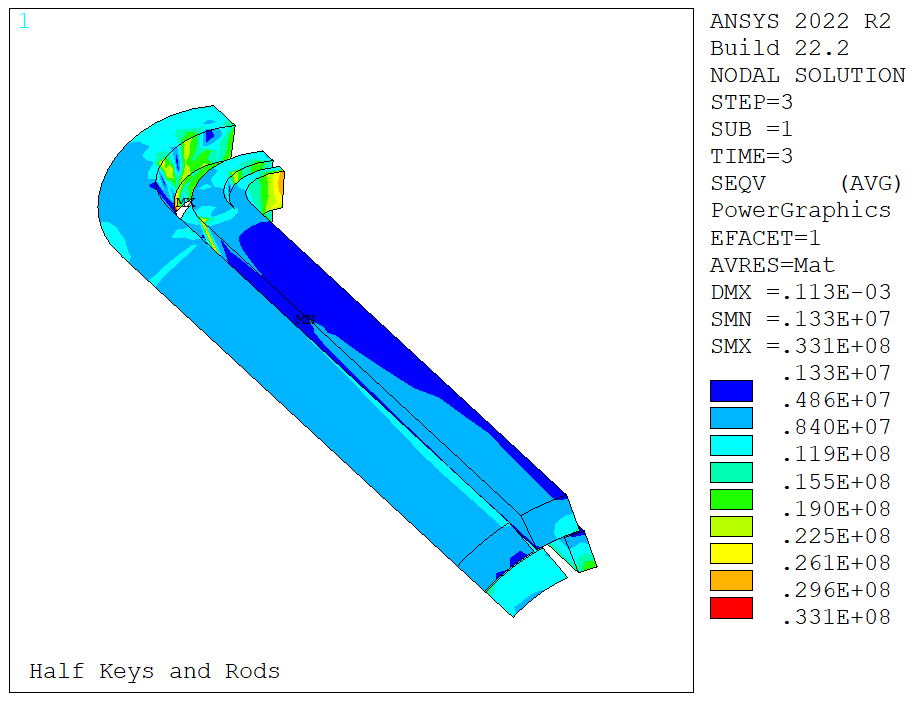 1
ANSYS 2022 R2
Build 22.2
NODAL SOLUTION
STEP=3
SUB =1
TIME=3
SEQV (AVG)
PowerGraphics
EFACET=1
AVRES=Mat
DMX =.113E-03
SMN =.133E+07
SMX =.331E+08
.133E+07
.486E+07
.840E+07
.119E+08
.155E+08
.190E+08
.225E+08
.261E+08
.296E+08
.331E+08
MX
MN
Half Keys and Rods